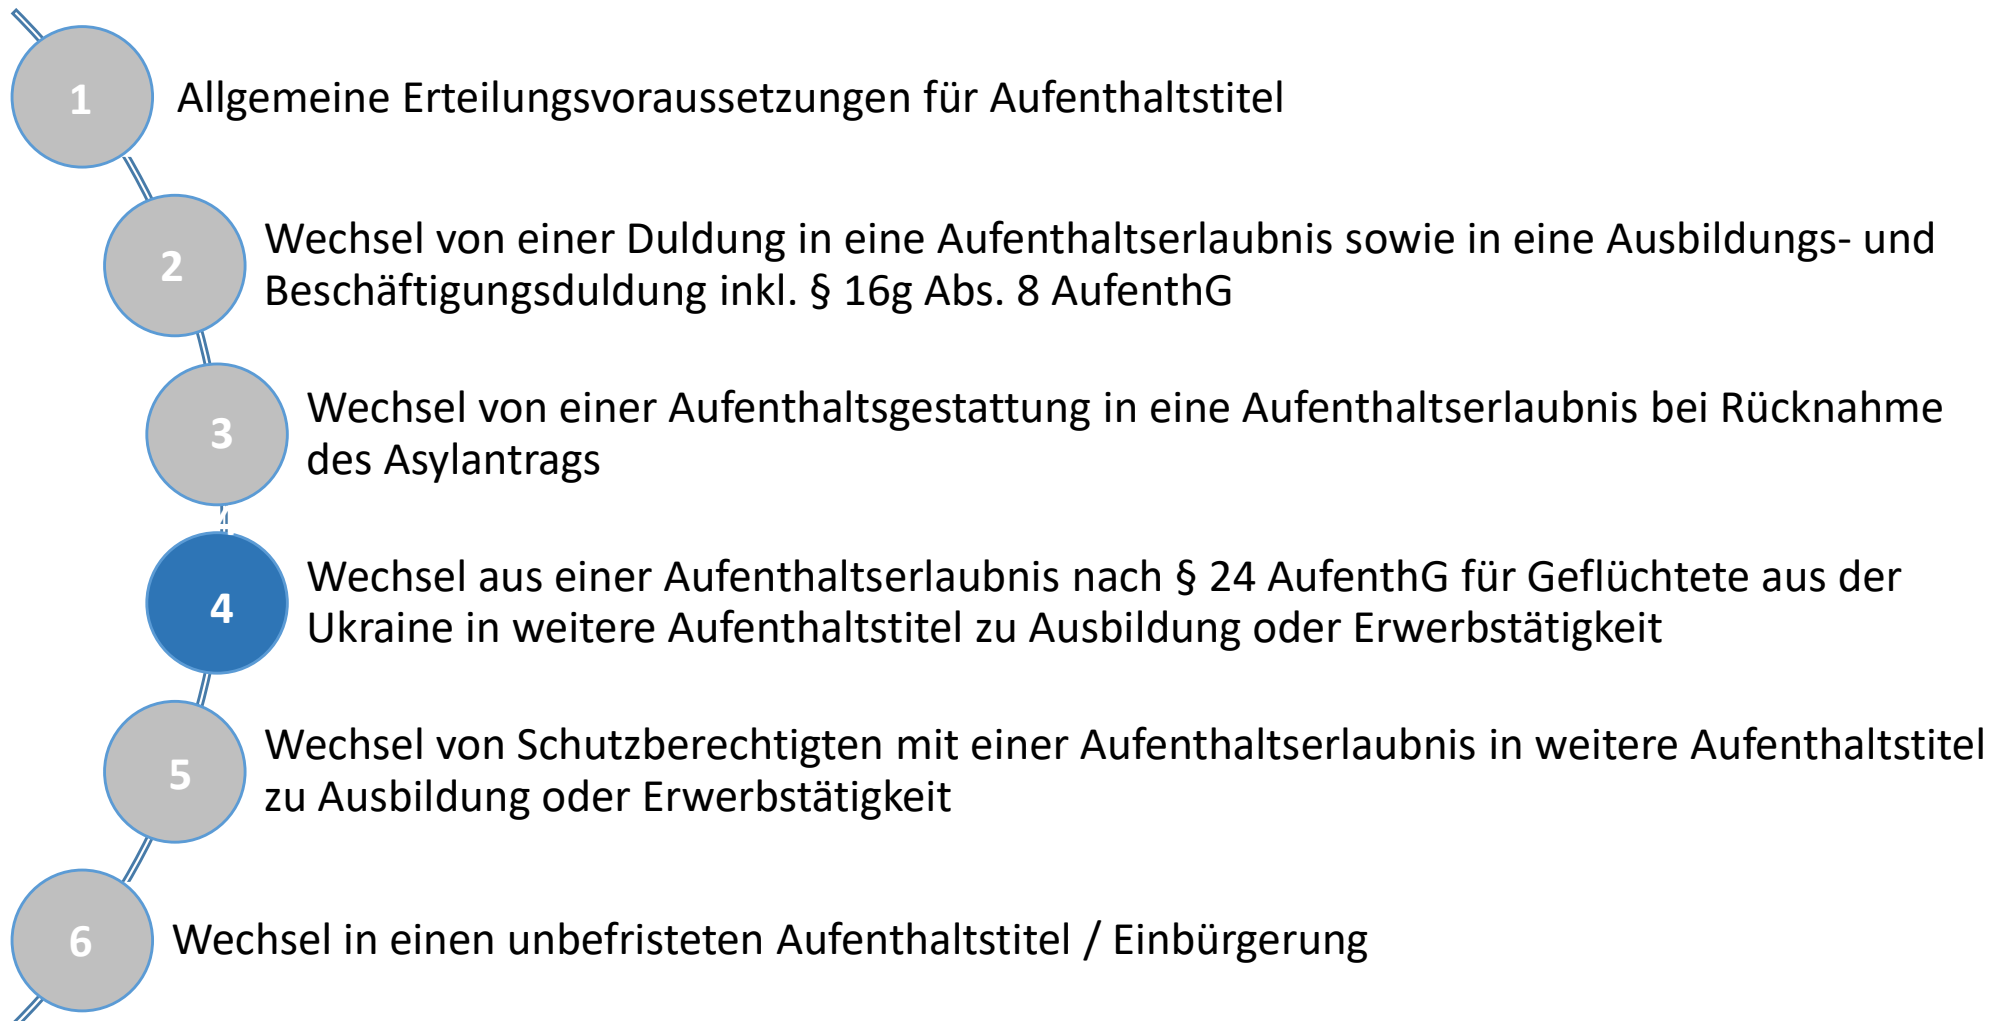 1
Allgemeine Erteilungsvoraussetzungen für Aufenthaltstitel
2
Wechsel von einer Duldung in eine Aufenthaltserlaubnis sowie in eine Ausbildungs- und
Beschäftigungsduldung inkl. § 16g Abs. 8 AufenthG
3
Wechsel von einer Aufenthaltsgestattung in eine Aufenthaltserlaubnis bei Rücknahme
des Asylantrags
4
4
Wechsel aus einer Aufenthaltserlaubnis nach § 24 AufenthG für Geflüchtete aus der
Ukraine in weitere Aufenthaltstitel zu Ausbildung oder Erwerbstätigkeit
5
Wechsel von Schutzberechtigten mit einer Aufenthaltserlaubnis in weitere Aufenthaltstitel
zu Ausbildung oder Erwerbstätigkeit
6
Wechsel in einen unbefristeten Aufenthaltstitel / Einbürgerung